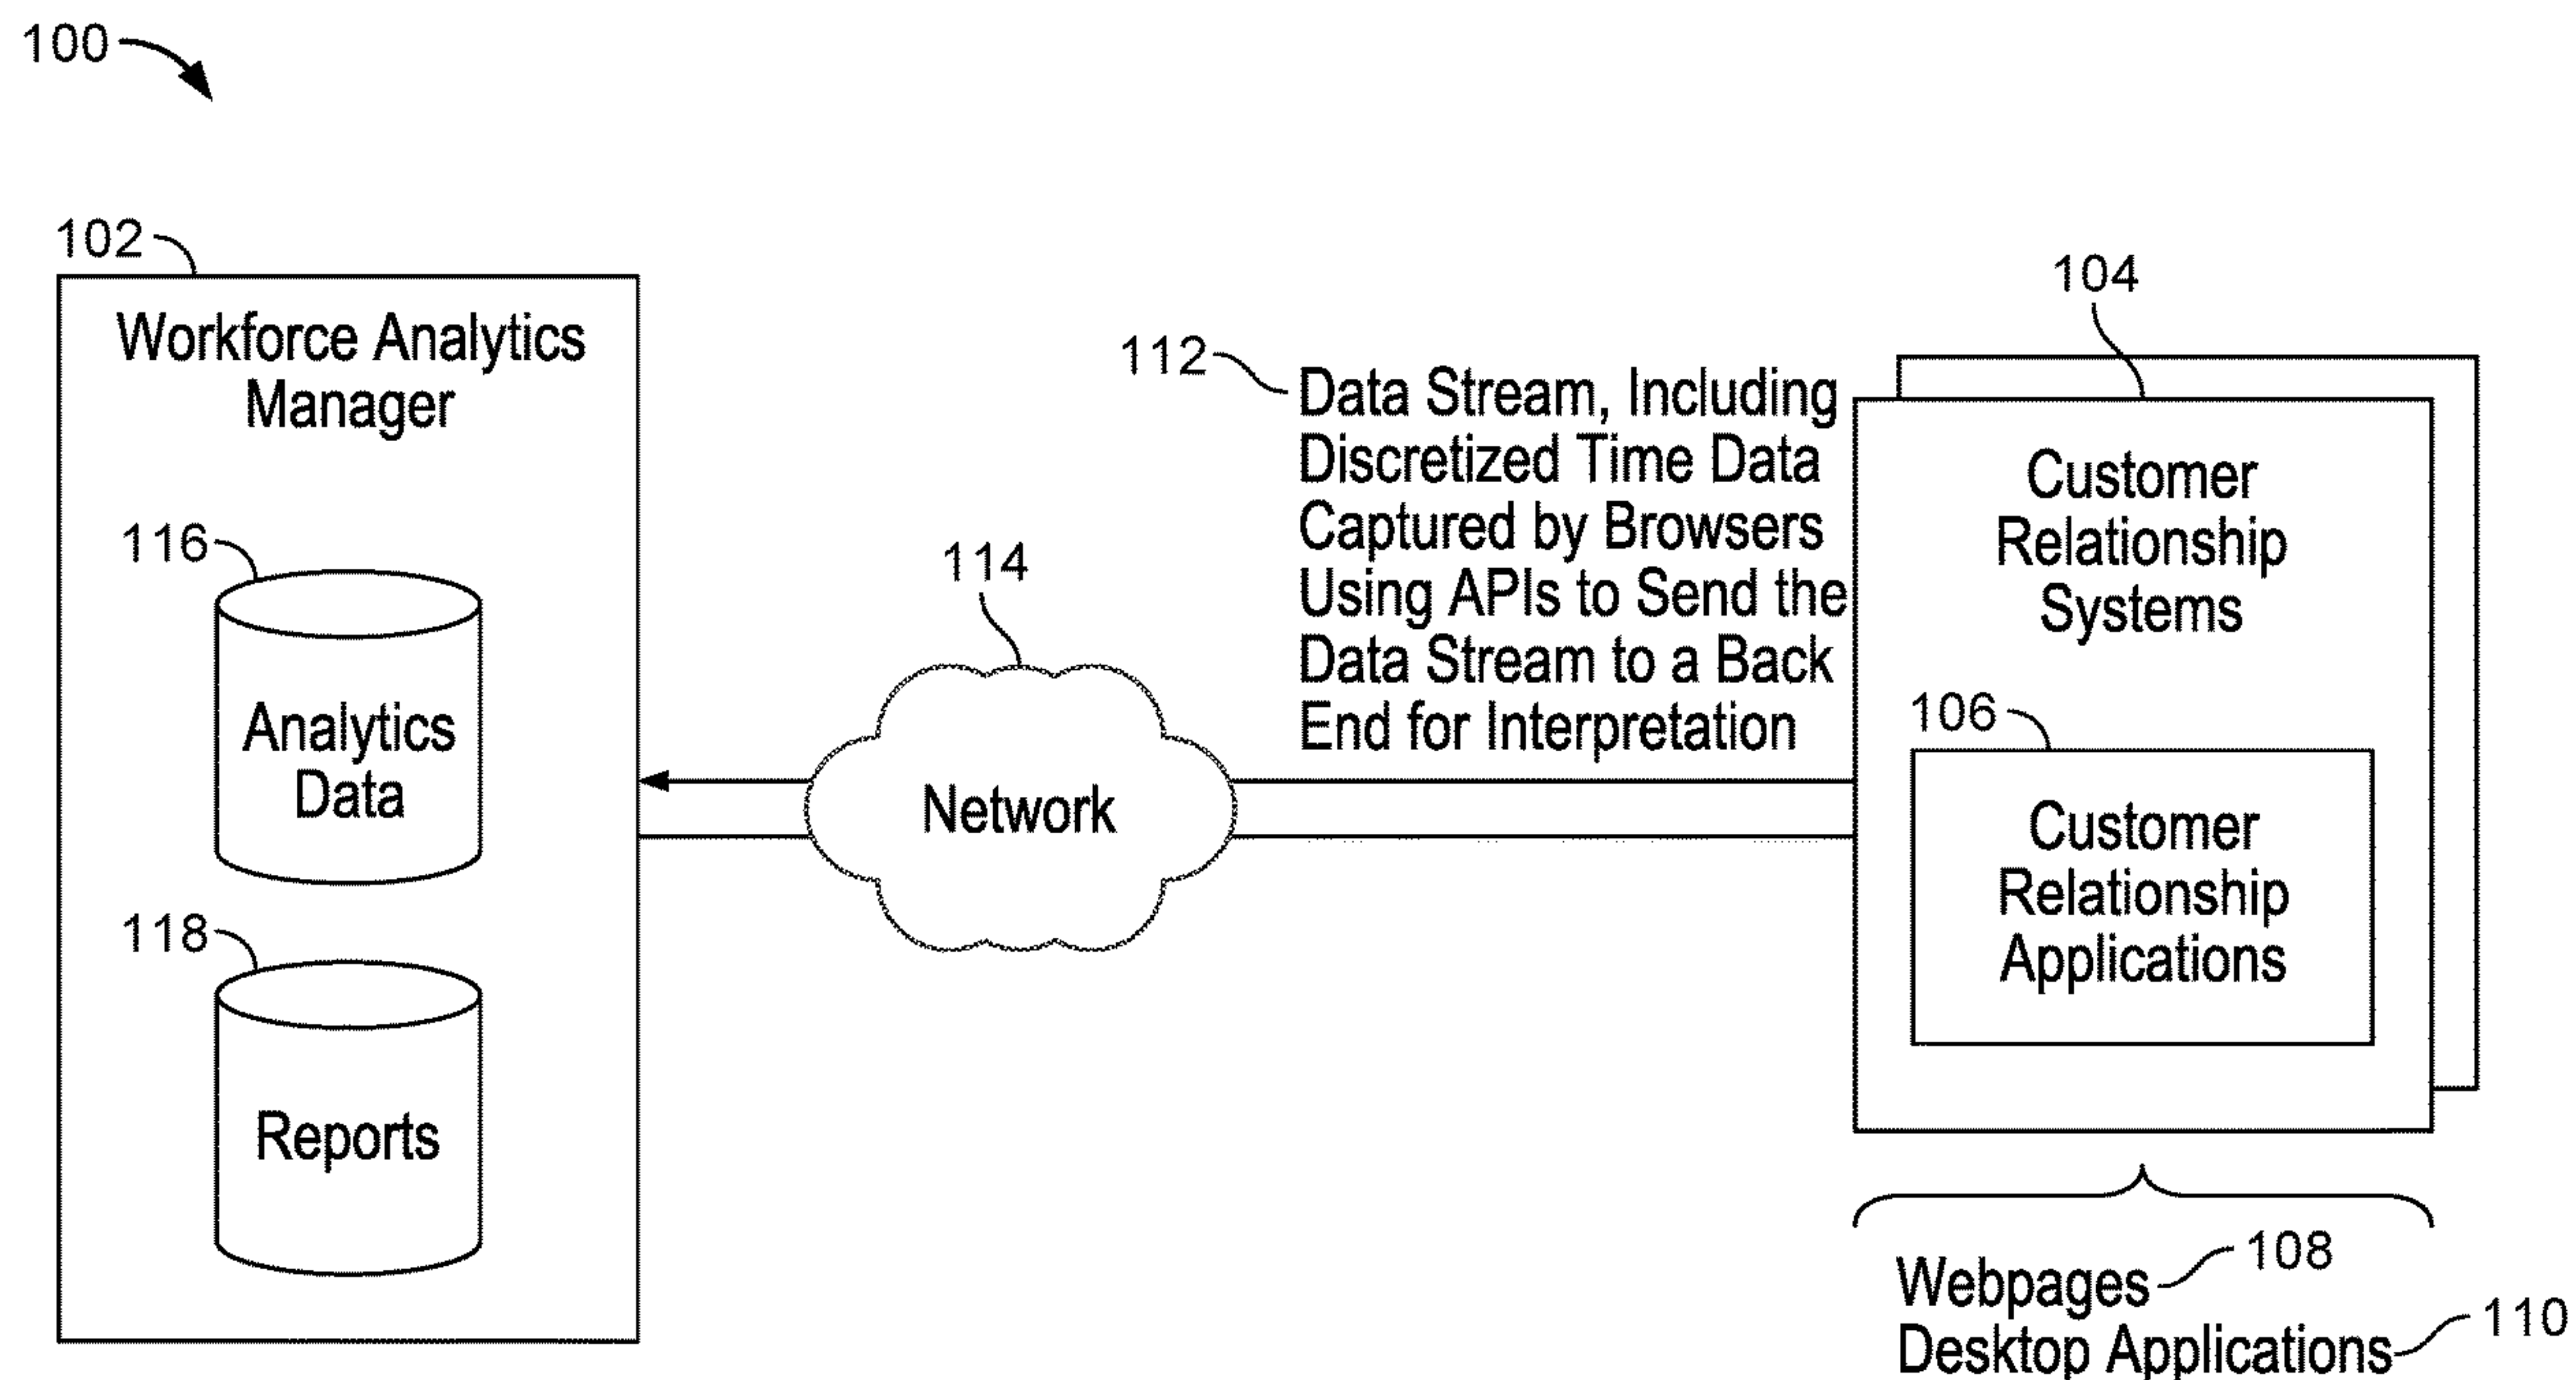 100
102
Workforce Analytics
Manager
116
Analytics
Data
118
Reports
114
Network
112
Data Stream, Including
Discretized Time Data
Captured by Browsers
Using APIs to Send the
Data Stream to a Back
End for Interpretation
104
Customer
Relationship
Systems
106
Customer
Relationship
Applications
Webpages 108
Desktop Applications 110